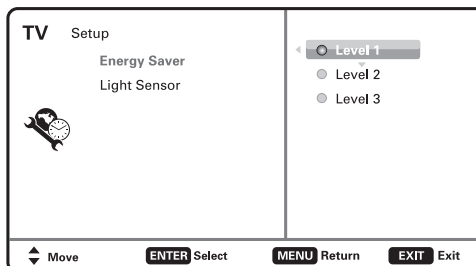 TV Setup
Energy Saver
Light Sensor
Level 1
Level 2
Level 3
Move ENTER Select MENU Return EXIT Exit